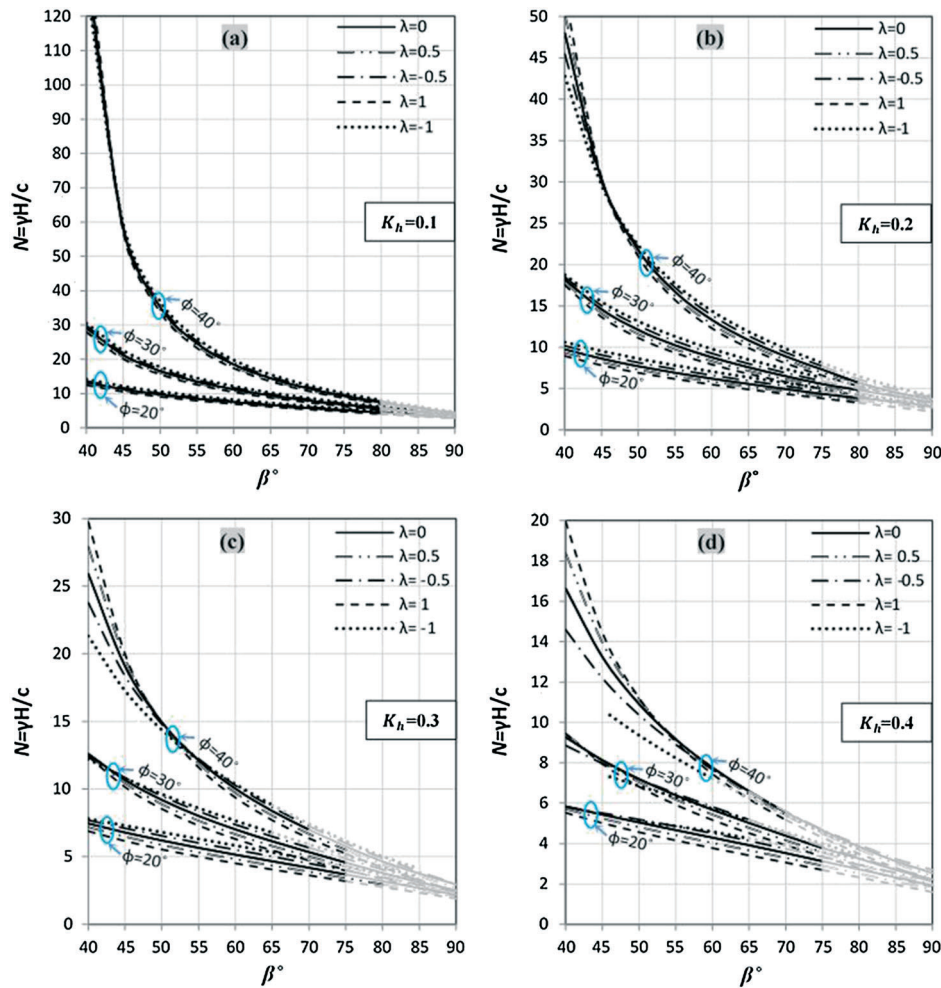 (a)
N=γH/c
120
110
100
90
80
70
60
50
40
30
20
10
0
λ=0
λ=0.5
λ=-0.5
λ=1
λ=-1
K_h=0.1
ϕ=40°
ϕ=30°
ϕ=20°
40 45 50 55 60 65 70 75 80 85 90
β°
(b)
N=γH/c
50
45
40
35
30
25
20
15
10
5
0
λ=0
λ=0.5
λ=-0.5
λ=1
λ=-1
K_h=0.2
ϕ=40°
ϕ=30°
ϕ=20°
40 45 50 55 60 65 70 75 80 85 90
β°
(c)
N=γH/c
30
25
20
15
10
5
0
λ=0
λ=0.5
λ= -0.5
λ= 1
λ= -1
K_h=0.3
ϕ=40°
ϕ=30°
ϕ=20°
40 45 50 55 60 65 70 75 80 85 90
β°
(d)
N=γH/c
20
18
16
14
12
10
8
6
4
2
0
λ=0
λ= 0.5
λ= -0.5
λ= 1
λ= -1
K_h=0.4
ϕ=40°
ϕ=30°
ϕ=20°
40 45 50 55 60 65 70 75 80 85 90
β°